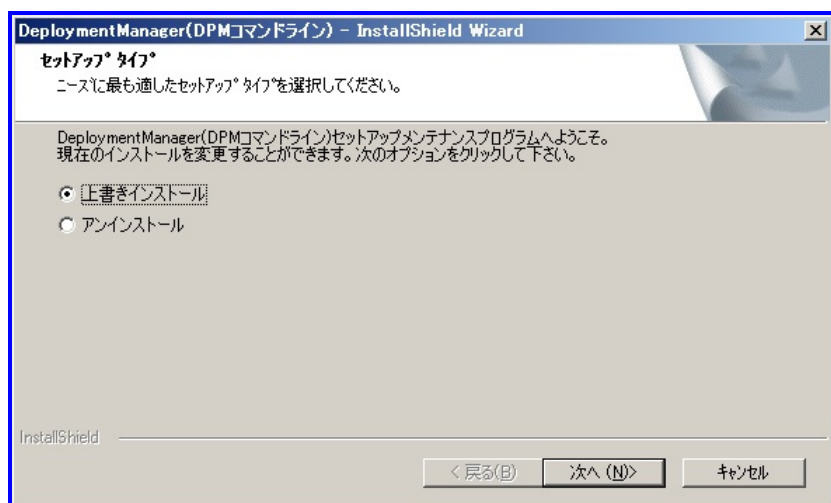 DeploymentManager(DPMコマンドライン) - InstallShield Wizard
セットアップ タイプ
ニーズに最も適したセットアップ タイプを選択してください。
DeploymentManager(DPMコマンドライン)セットアップメンテナンスプログラムへようこそ。
現在のインストールを変更することができます。次のオプションをクリックして下さい。
上書きインストール
アンインストール
InstallShield
< 戻る(B)
次へ (N)>
キャンセル